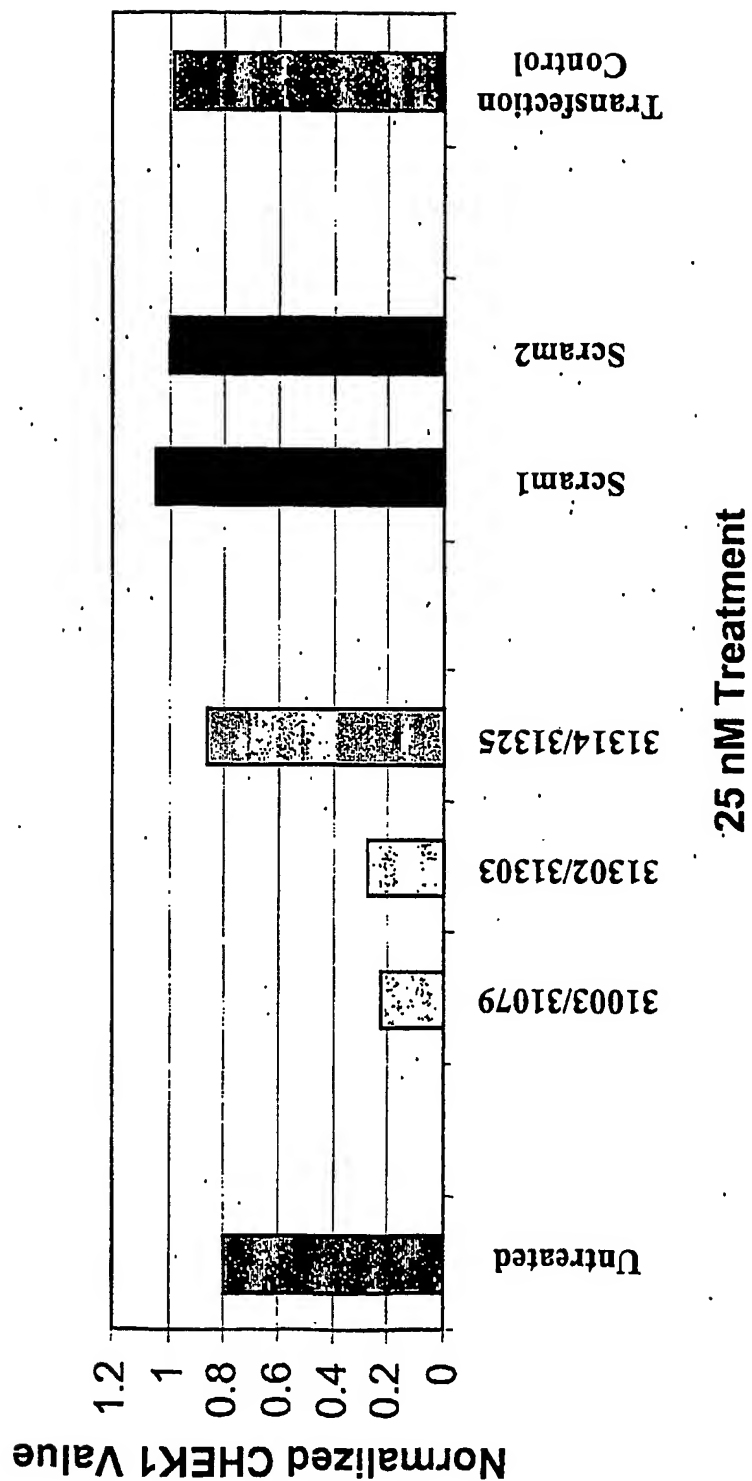 Normalized CHEK1 Value
1.2
1
0.8
0.6
0.4
0.2
0
Untreated
31003/31079
31302/31303
31314/31325
Scram1
Scram2
Transfection
Control
25 nM Treatment